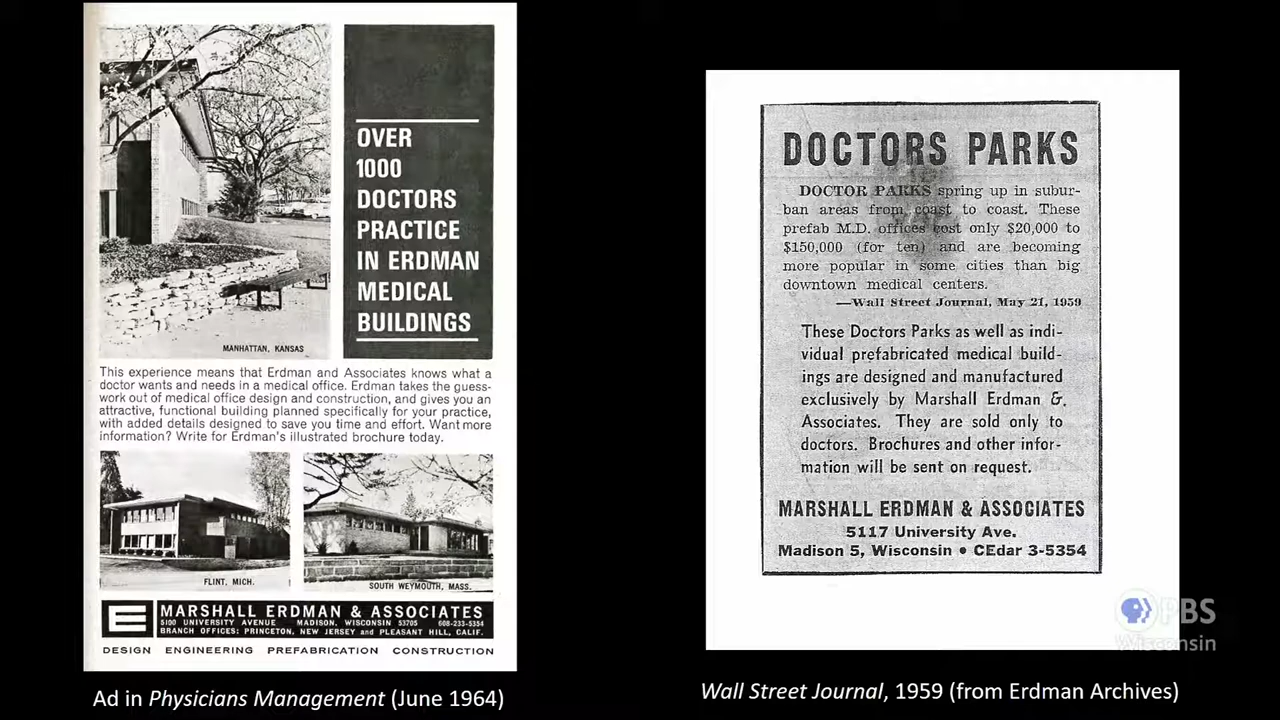 OVER
1000
DOCTORS
PRACTICE
IN ERDMAN
MEDICAL
BUILDINGS
MANHATTAN, KANSAS
This experience means that Erdman and Associates knows what a
doctor wants and needs in a medical office. Erdman takes the guess-
work out of medical office design and construction, and gives you an
attractive, functional building planned specifically for your practice,
with added details designed to save you time and effort. Want more
information? Write for Erdman's illustrated brochure today.
FLINT, MICH.
SOUTH WEYMOUTH, MASS.
E
MARSHALL ERDMAN & ASSOCIATES
5100 UNIVERSITY AVENUE MADISON, WISCONSIN 53705 608-233-5354
BRANCH OFFICES: PRINCETON, NEW JERSEY and PLEASANT HILL, CALIF.
DESIGN ENGINEERING PREFABRICATION CONSTRUCTION
Ad in Physicians Management (June 1964)
DOCTORS PARKS
DOCTOR PARKS spring up in subur-
ban areas from coast to coast. These
prefab M.D. offices cost only $20,000 to
$150,000 (for ten) and are becoming
more popular in some cities than big
downtown medical centers.
—Wall Street Journal, May 21, 1959
These Doctors Parks as well as indi-
vidual prefabricated medical build-
ings are designed and manufactured
exclusively by Marshall Erdman &
Associates. They are sold only to
doctors. Brochures and other infor-
mation will be sent on request.
MARSHALL ERDMAN & ASSOCIATES
5117 University Ave.
Madison 5, Wisconsin • CEdar 3-5354
PBS
Wisconsin
Wall Street Journal, 1959 (from Erdman Archives)